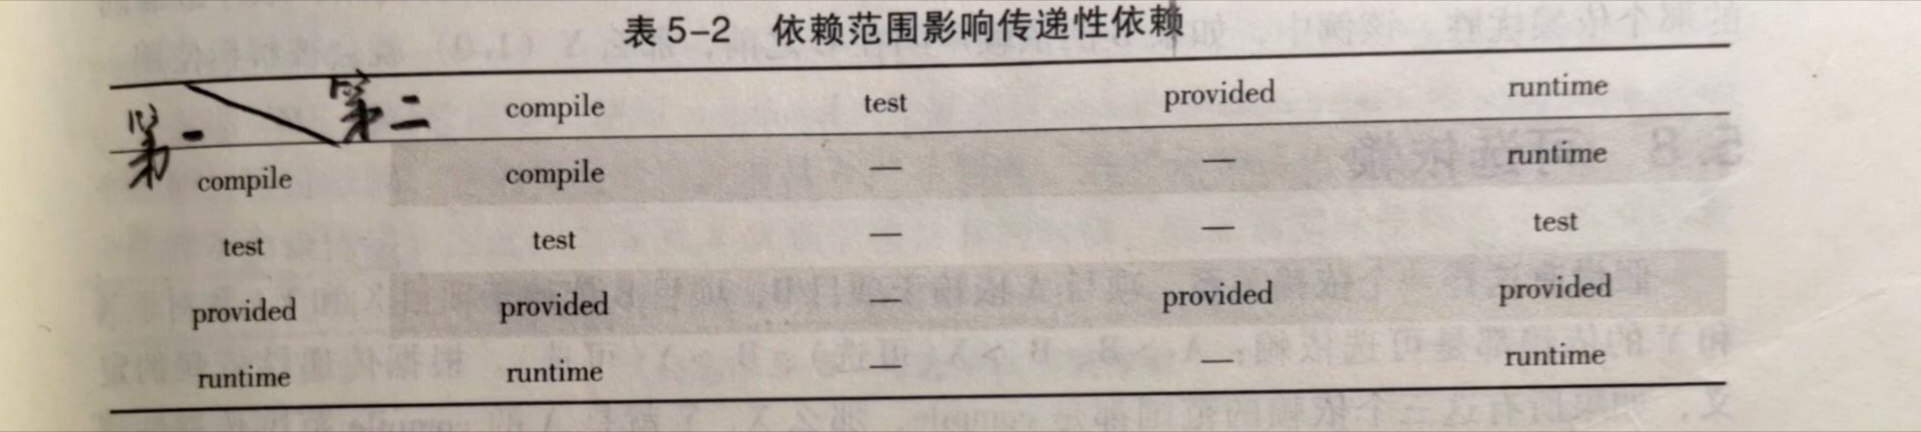 表5-2 依赖范围影响传递性依赖
第一 第二 compile test provided runtime
compile compile — — runtime
test test — — test
provided provided — provided provided
runtime runtime — — runtime